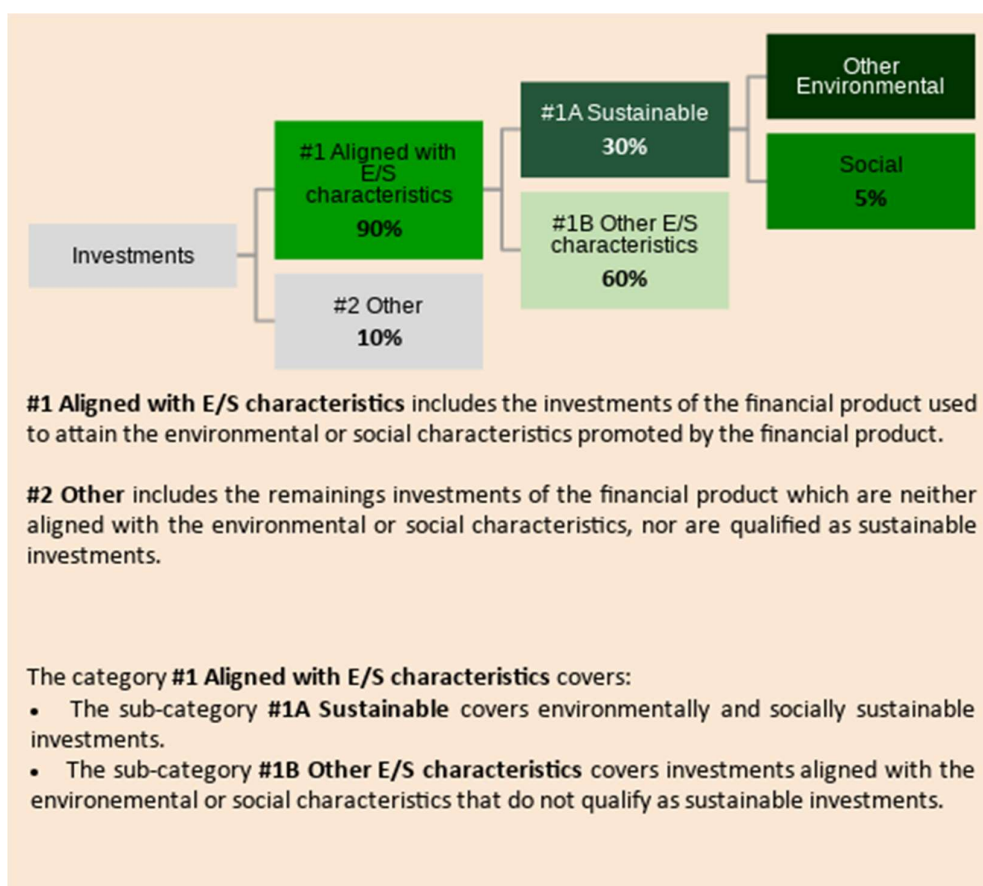 Other
Environmental
#1A Sustainable
30%
#1 Aligned with
E/S
characteristics
90%
Social
5%
#1B Other E/S
characteristics
60%
Investments
#2 Other
10%
#1 Aligned with E/S characteristics includes the investments of the financial product used
to attain the environmental or social characteristics promoted by the financial product.
#2 Other includes the remainings investments of the financial product which are neither
aligned with the environmental or social characteristics, nor are qualified as sustainable
investments.
The category #1 Aligned with E/S characteristics covers:
• The sub-category #1A Sustainable covers environmentally and socially sustainable
investments.
• The sub-category #1B Other E/S characteristics covers investments aligned with the
environemental or social characteristics that do not qualify as sustainable investments.